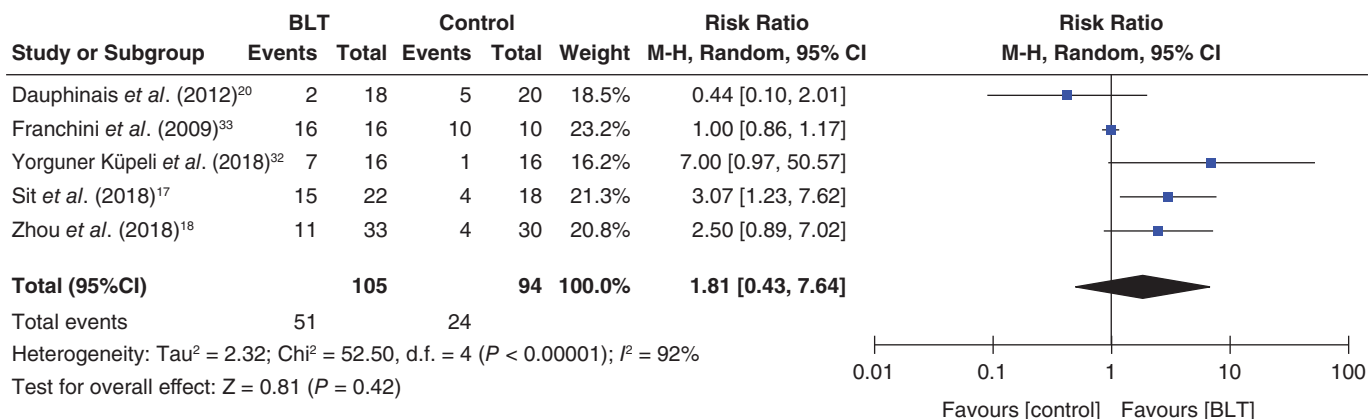 BLT Control Risk Ratio Risk Ratio
Study or Subgroup Events Total Events Total Weight M-H, Random, 95% CI M-H, Random, 95% CI
Dauphinais et al. (2012)²⁰ 2 18 5 20 18.5% 0.44 [0.10, 2.01]
Franchini et al. (2009)³³ 16 16 10 10 23.2% 1.00 [0.86, 1.17]
Yorguner Küpeli et al. (2018)³² 7 16 1 16 16.2% 7.00 [0.97, 50.57]
Sit et al. (2018)¹⁷ 15 22 4 18 21.3% 3.07 [1.23, 7.62]
Zhou et al. (2018)¹⁸ 11 33 4 30 20.8% 2.50 [0.89, 7.02]
Total (95%CI) 105 94 100.0% 1.81 [0.43, 7.64]
Total events 51 24
Heterogeneity: Tau² = 2.32; Chi² = 52.50, d.f. = 4 (P < 0.00001); I² = 92%
Test for overall effect: Z = 0.81 (P = 0.42)
0.01 0.1 1 10 100
Favours [control] Favours [BLT]